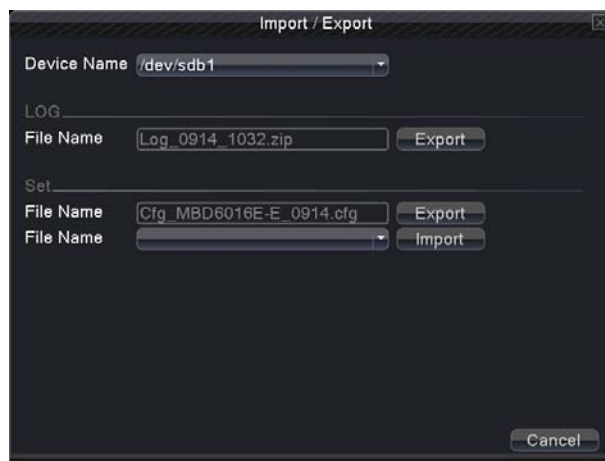 Import / Export
Device Name /dev/sdb1
LOG
File Name Log_0914_1032.zip Export
Set
File Name Cfg_MBD6016E-E_0914.cfg Export
File Name Import
Cancel